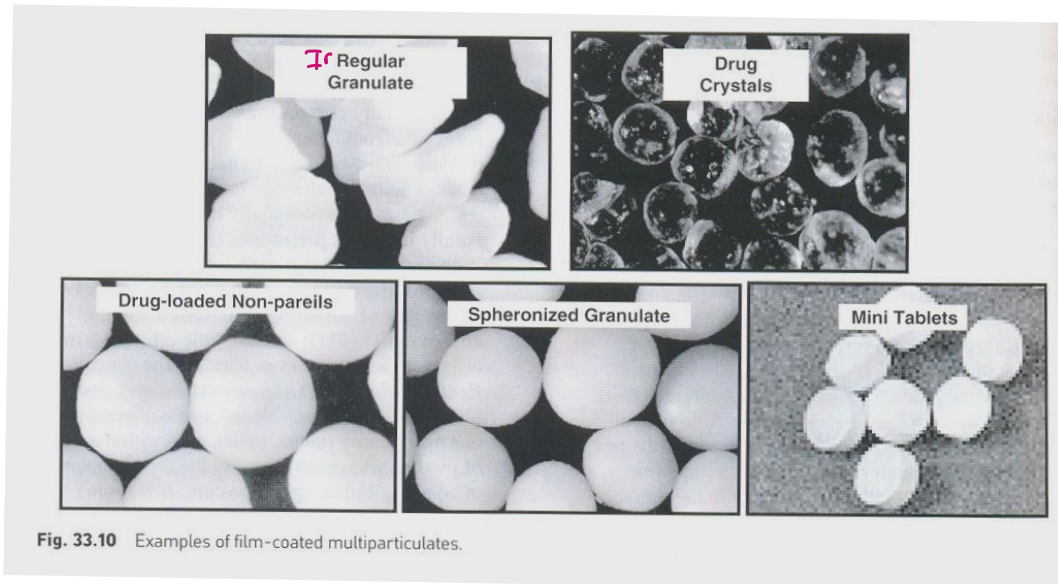 Ir Regular
Granulate
Drug
Crystals
Drug-loaded Non-pareils
Spheronized Granulate
Mini Tablets
Fig. 33.10 Examples of film-coated multiparticulates.